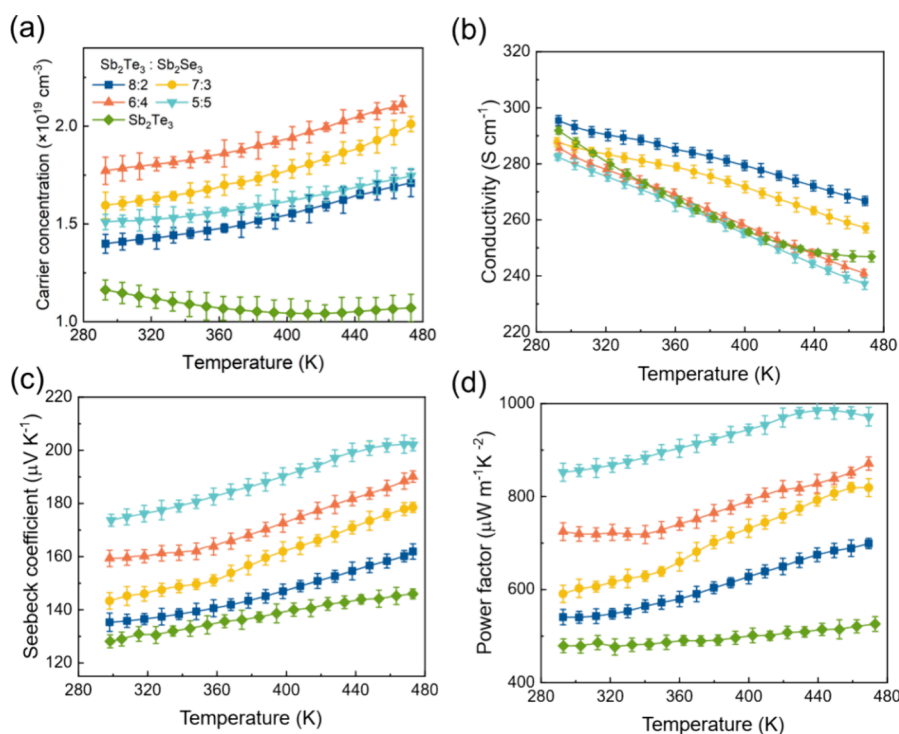 (a)
Carrier concentration (×10¹⁹ cm⁻³)
Sb₂Te₃ : Sb₂Se₃
8:2 7:3
6:4 5:5
Sb₂Te₃
2.0
1.5
1.0
280 320 360 400 440 480
Temperature (K)
(b)
Conductivity (S cm⁻¹)
320
300
280
260
240
220
280 320 360 400 440 480
Temperature (K)
(c)
Seebeck coefficient (μV K⁻¹)
220
200
180
160
140
120
280 320 360 400 440 480
Temperature (K)
(d)
Power factor (μW m⁻¹K⁻²)
1000
800
600
400
280 320 360 400 440 480
Temperature (K)